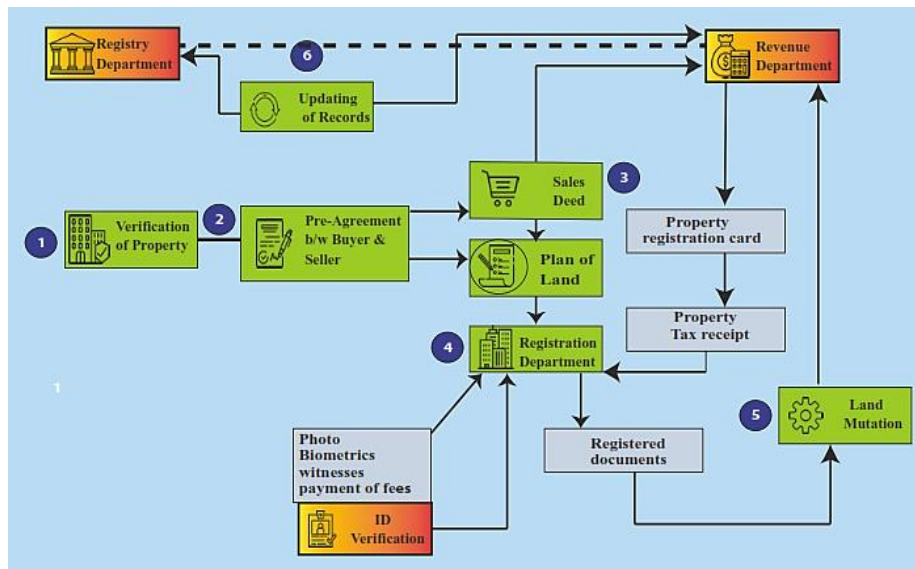 Registry
Department
6
Revenue
Department
Updating
of Records
Sales
Deed
3
1
Verification
of Property
2
Pre-Agreement
b/w Buyer &
Seller
Property
registration card
Plan of
Land
4
Registration
Department
Property
Tax receipt
1
5
Land
Mutation
Photo
Biometrics
witnesses
payment of fees
Registered
documents
ID
Verification